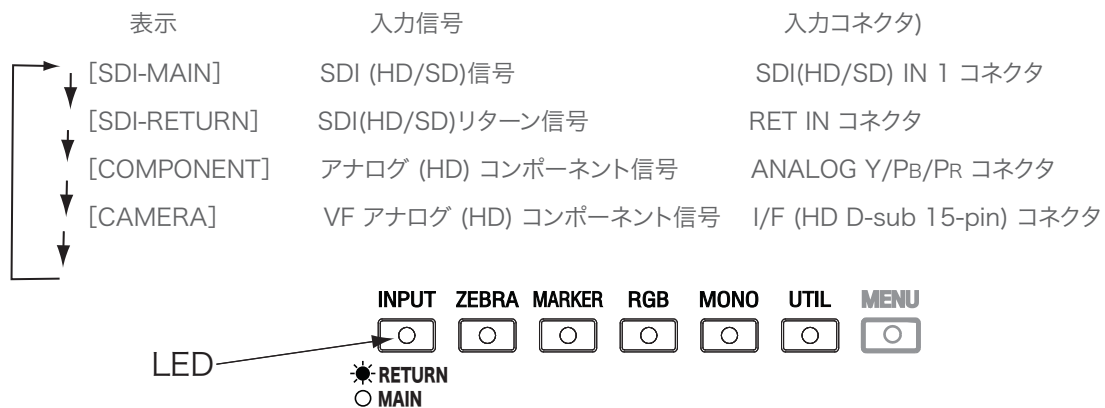 表示 入力信号 入力コネクタ)
[SDI-MAIN] SDI (HD/SD)信号 SDI(HD/SD) IN 1 コネクタ
[SDI-RETURN] SDI(HD/SD)リターン信号 RET IN コネクタ
[COMPONENT] アナログ (HD) コンポーネント信号 ANALOG Y/PB/PR コネクタ
[CAMERA] VF アナログ (HD) コンポーネント信号 I/F (HD D-sub 15-pin) コネクタ
INPUT ZEBRA MARKER RGB MONO UTIL MENU
LED
RETURN
MAIN